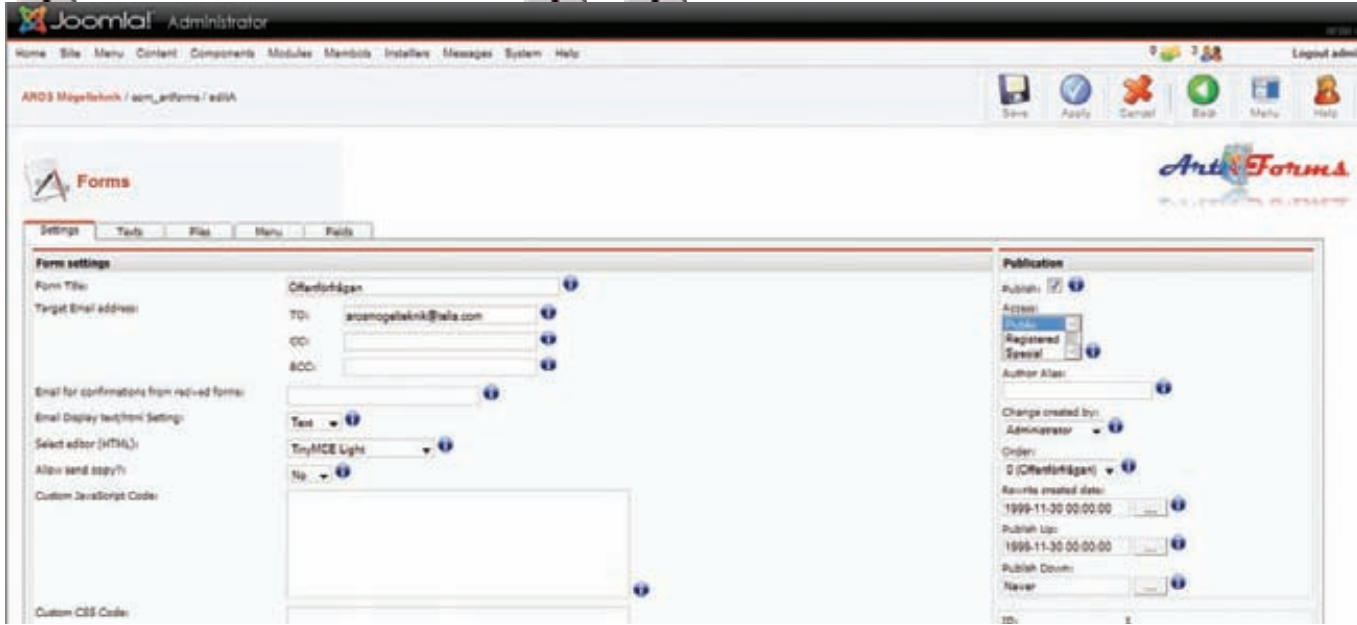 Joomla! Administrator
Home Site Menu Content Components Modules Mambots Installers Messages System Help
0 3 Logout admi
AROS Mögelteknik / com_artforms / editA
Save Apply Cancel Back Menu Help
Forms
Forms
Settings Texts Files Menu Fields
Form settings
Form Title:
Offertförfrågan
Target Email address:
TO: arosmogelteknik@telia.com
CC:
BCC:
Email for confirmations from recived forms:
Email Display text/html Setting:
Text
Select editor (HTML):
TinyMCE Light
Allow send copy?:
No
Custom JavaScript Code:
Custom CSS Code:
Publication
Publish:
Access:
Public
Registered
Special
Author Alias:
Change created by:
Administrator
Order:
0 (Offertförfrågan)
Rewrite created date:
1999-11-30 00:00:00 ...
Publish Up:
1999-11-30 00:00:00 ...
Publish Down:
Never ...
ID: 1